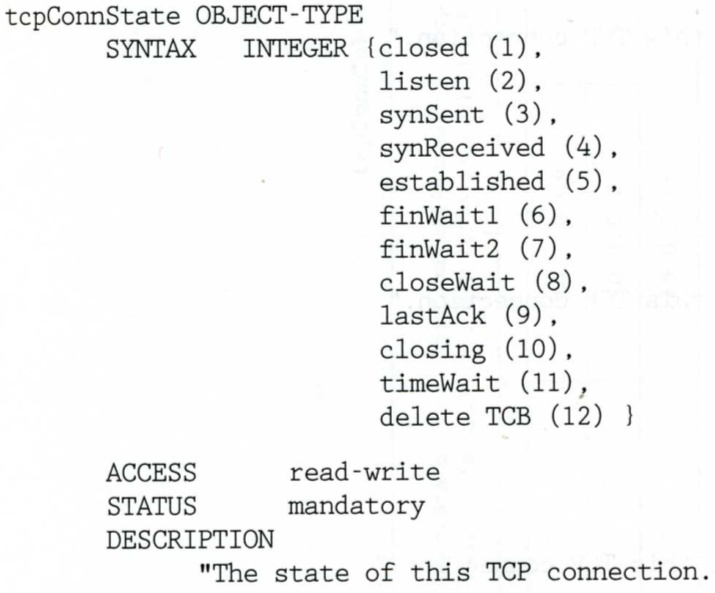 tcpConnState OBJECT-TYPE
SYNTAX INTEGER {closed (1),
listen (2),
synSent (3),
synReceived (4),
established (5),
finWait1 (6),
finWait2 (7),
closeWait (8),
lastAck (9),
closing (10),
timeWait (11),
delete TCB (12) }
ACCESS read-write
STATUS mandatory
DESCRIPTION
"The state of this TCP connection.